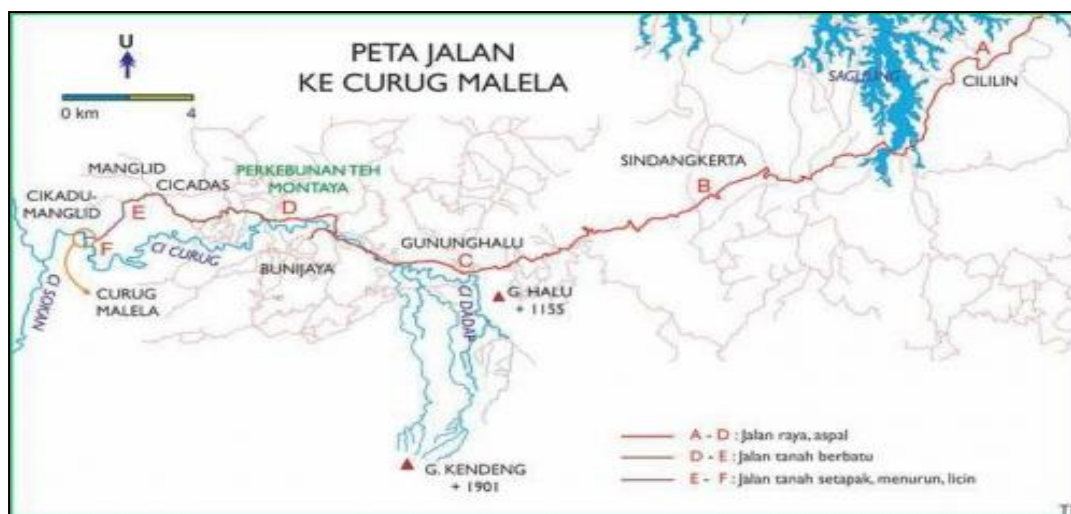 U
0 km 4
PETA JALAN
KE CURUG MALELA
A
SAGULING
CILILIN
SINDANGKERTA
B
MANGLID
CICADAS
PERKEBUNAN TEH
MONTAYA
CIKADU-
MANGLID
E
D
F
CI CURUG
GUNUNGHALU
C
BUNIJAYA
CI SOKAN
CURUG
MALELA
CI DADAP
G. HALU
+ 1155
G. KENDENG
+ 1901
A - D : Jalan raya, aspal
D - E : Jalan tanah berbatu
E - F : Jalan tanah setapak, menurun, licin